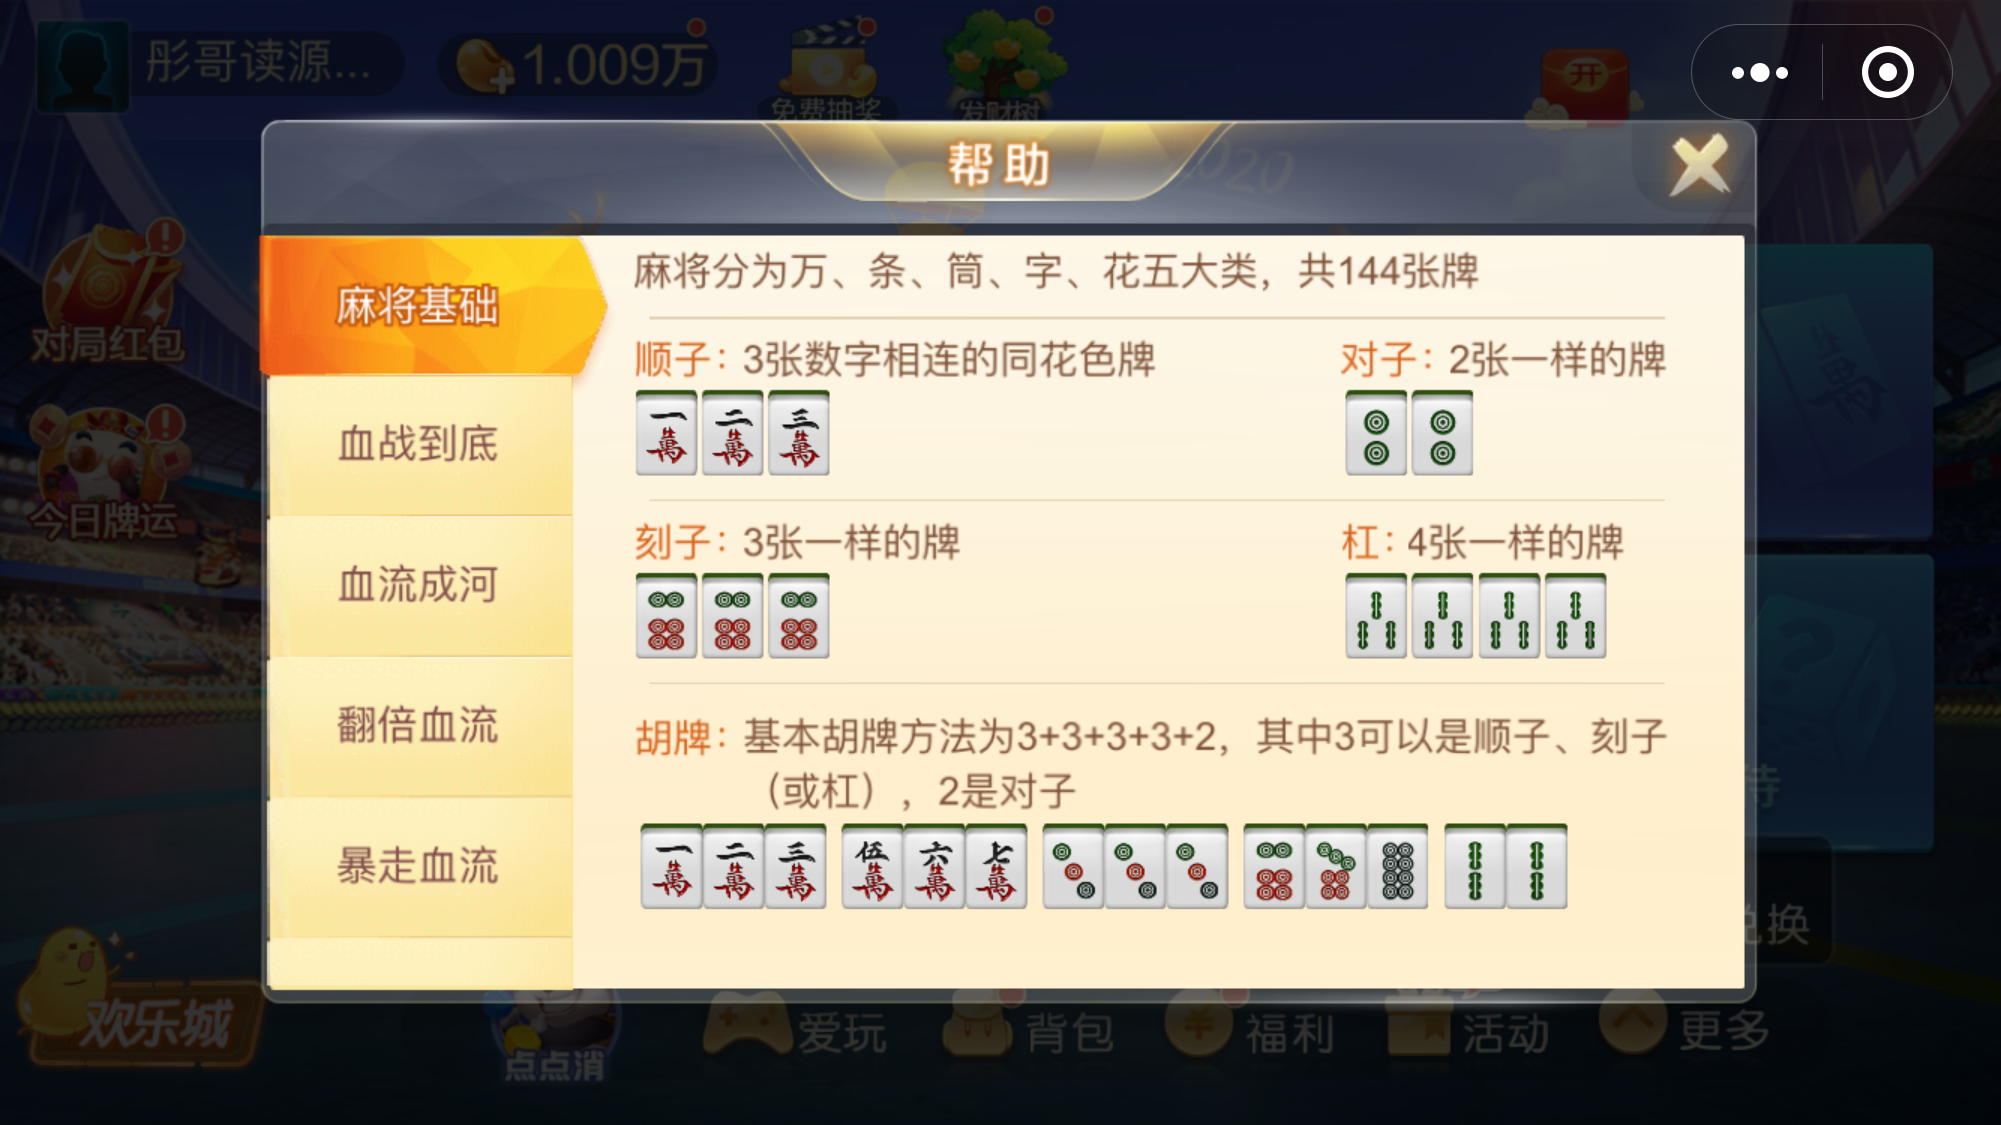 彤哥读源...
1.009万
免费抽奖
发财树
开
帮助
2020
麻将基础
血战到底
血流成河
翻倍血流
暴走血流
麻将分为万、条、筒、字、花五大类，共144张牌
顺子：3张数字相连的同花色牌
对子：2张一样的牌
一萬 二萬 三萬
刻子：3张一样的牌
杠：4张一样的牌
胡牌：基本胡牌方法为3+3+3+3+2，其中3可以是顺子、刻子
（或杠），2是对子
一萬 二萬 三萬 伍萬 六萬 七萬
对局红包
今日牌运
待
兑换
欢乐城
点点消
爱玩
背包
福利
活动
更多